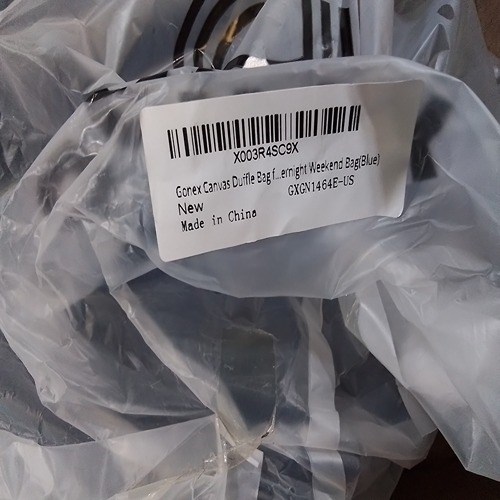 X003R4SC9X
Gonex Canvas Duffle Bag f...ernight Weekend Bag(Blue)
GXGN1464E-US
New
Made in China